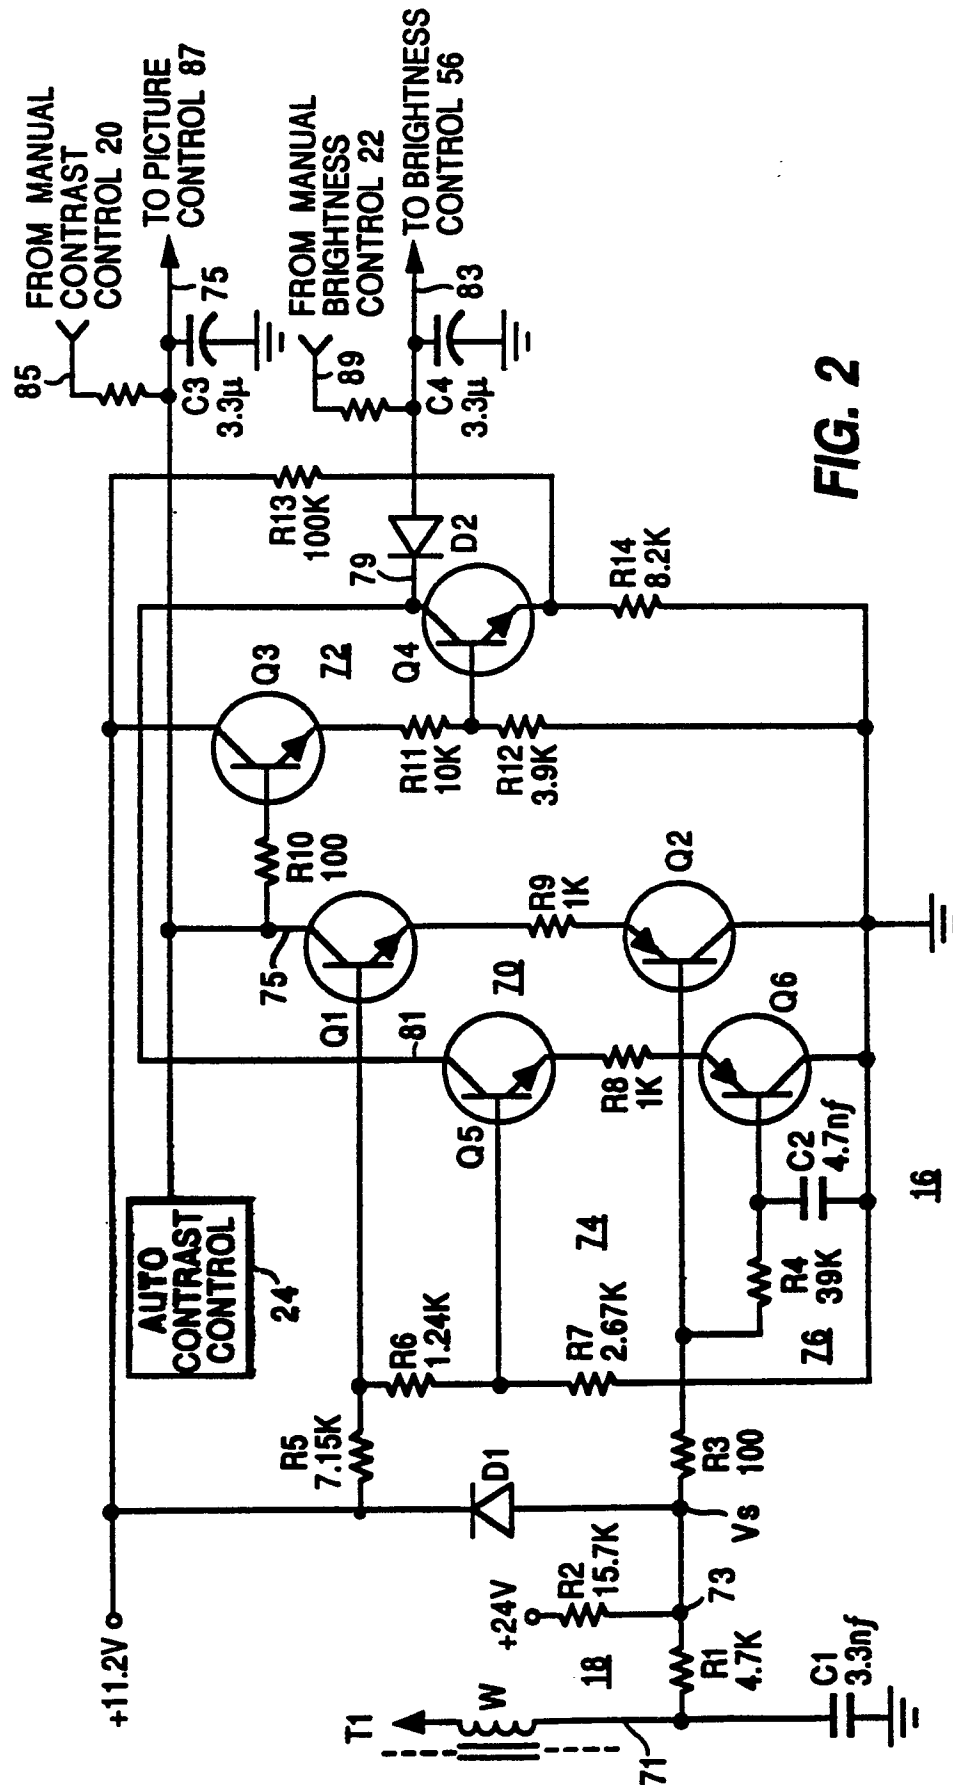 FROM MANUAL
CONTRAST
CONTROL 20
TO PICTURE
CONTROL 87
FROM MANUAL
BRIGHTNESS
CONTROL 22
TO BRIGHTNESS
CONTROL 56
85
75
C3
3.3μ
89
83
C4
3.3μ
FIG. 2
R13
100K
79
D2
R14
8.2K
Q3
72
Q4
R11
10K
R12
3.9K
R10
100
75
Q1
70
R9
1K
Q2
81
Q5
R8
1K
Q6
AUTO
CONTRAST
CONTROL
24
74
C2
4.7nf
16
R6
1.24K
R7
2.67K
R4
39K
76
R5
7.15K
D1
R3
100
Vs
+11.2V
+24V
R2
15.7K
73
18
R1
4.7K
T1
W
71
C1
3.3nf